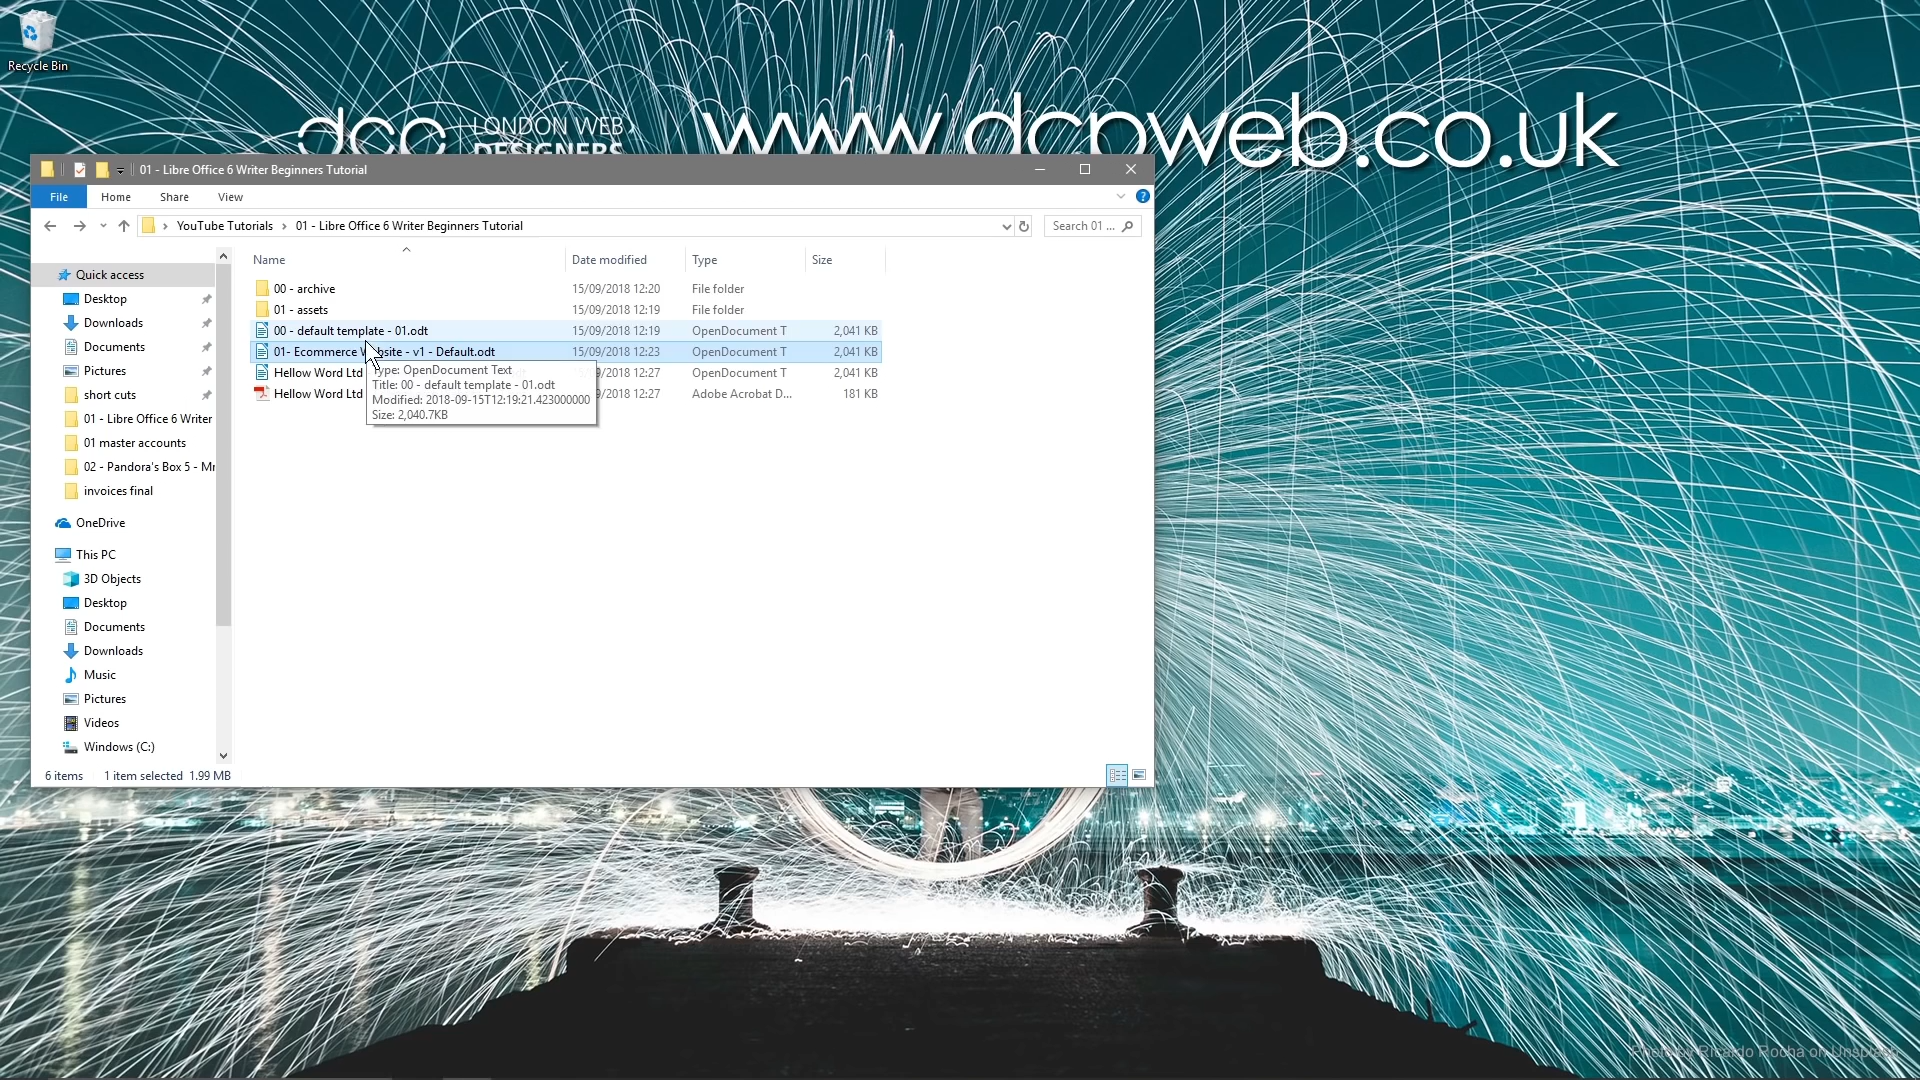 Recycle Bin
dcp
LONDON WEB
DESIGNERS
www.dcpweb.co.uk
01 - Libre Office 6 Writer Beginners Tutorial
File Home Share View
YouTube Tutorials › 01 - Libre Office 6 Writer Beginners Tutorial
Search 01 ...
Name Date modified Type Size
00 - archive 15/09/2018 12:20 File folder
01 - assets 15/09/2018 12:19 File folder
00 - default template - 01.odt 15/09/2018 12:19 OpenDocument T 2,041 KB
01- Ecommerce Website - v1 - Default.odt 15/09/2018 12:23 OpenDocument T 2,041 KB
Hellow Word Ltd 9/2018 12:27 OpenDocument T 2,041 KB
Hellow Word Ltd 9/2018 12:27 Adobe Acrobat D... 181 KB
Type: OpenDocument Text
Title: 00 - default template - 01.odt
Modified: 2018-09-15T12:19:21.423000000
Size: 2,040.7KB
Quick access
Desktop
Downloads
Documents
Pictures
short cuts
01 - Libre Office 6 Writer
01 master accounts
02 - Pandora's Box 5 - Mr
invoices final
OneDrive
This PC
3D Objects
Desktop
Documents
Downloads
Music
Pictures
Videos
Windows (C:)
6 items 1 item selected 1.99 MB
Photo by Ricardo Rocha on Unsplash